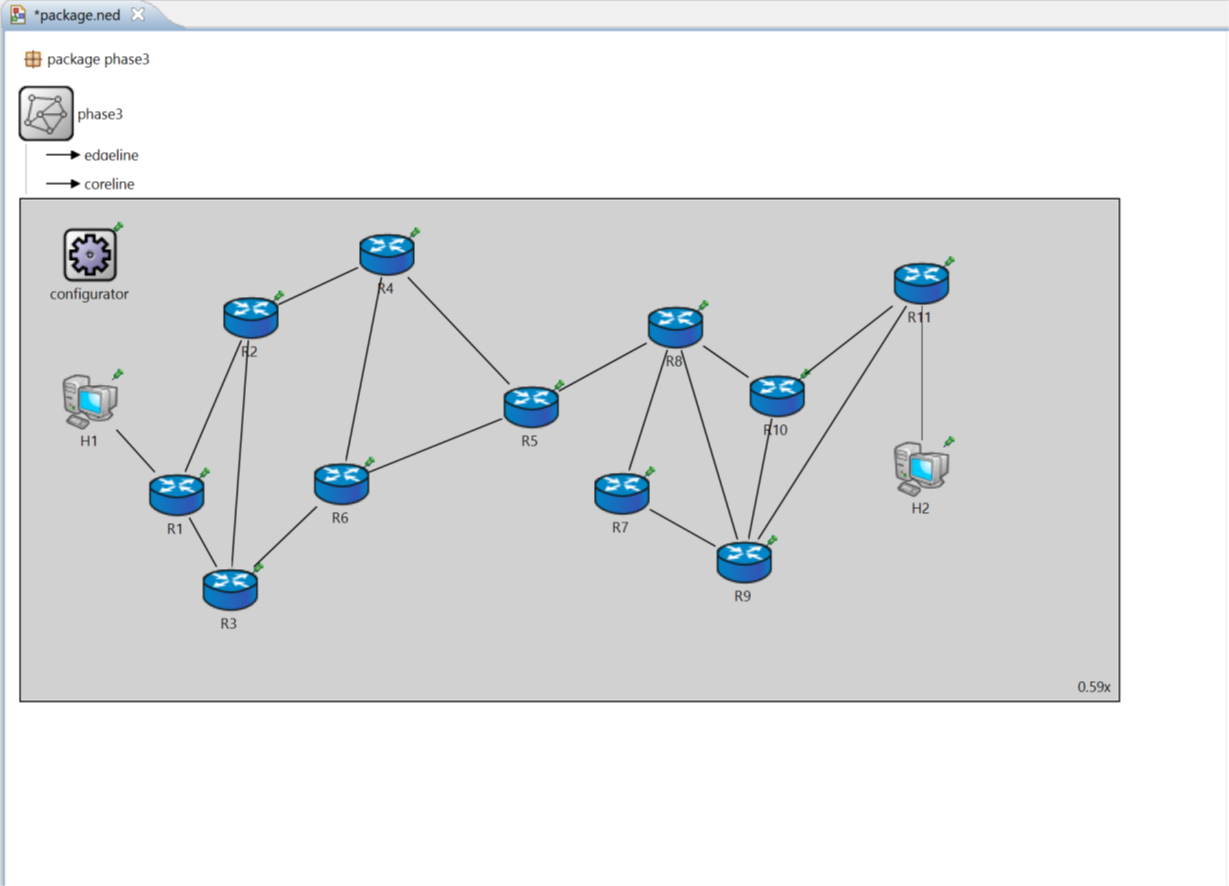 *package.ned
package phase3
phase3
edgeline
coreline
configurator
R4
R11
R2
R8
H1
R10
R5
H2
R1
R6
R7
R9
R3
0.59x